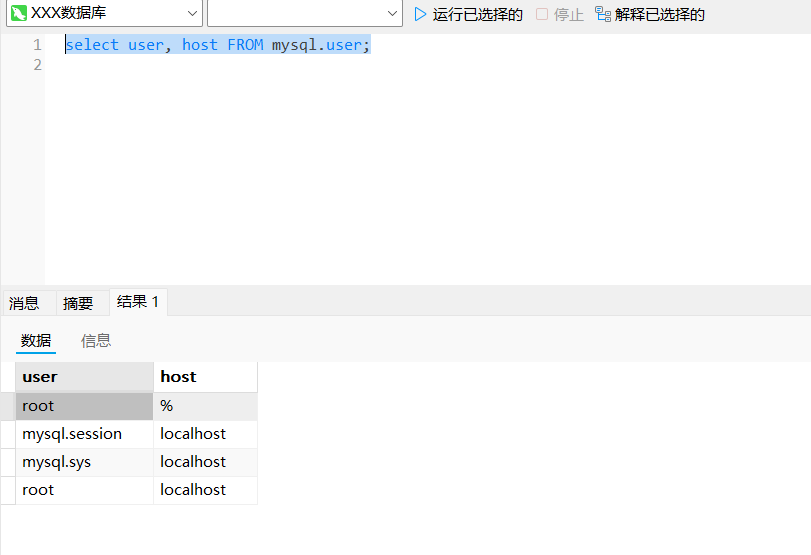 XXX数据库 运行已选择的 停止 解释已选择的
1 select user, host FROM mysql.user;
2
消息 摘要 结果 1
数据 信息
user host
root %
mysql.session localhost
mysql.sys localhost
root localhost